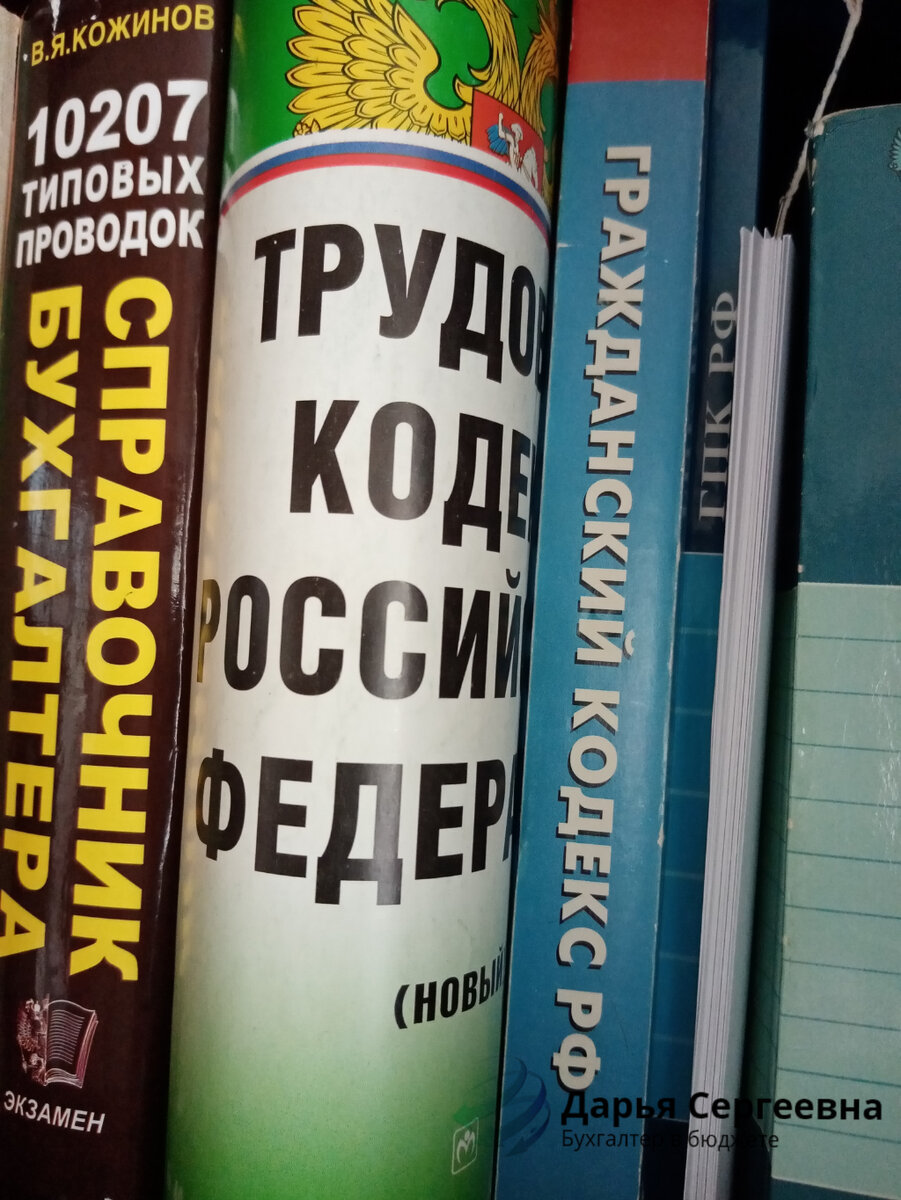 В.Я.КОЖИНОВ
10207
ТИПОВЫХ
ПРОВОДОК
СПРАВОЧНИК
БУХГАЛТЕРА
ЭКЗАМЕН
ТРУДОВ
КОДЕК
РОССИЙ
ФЕДЕРА
(НОВЫЙ
ГРАЖДАНСКИЙ КОДЕКС РФ
ГПК РФ
Дарья Сергеевна
Бухгалтер в бюджете